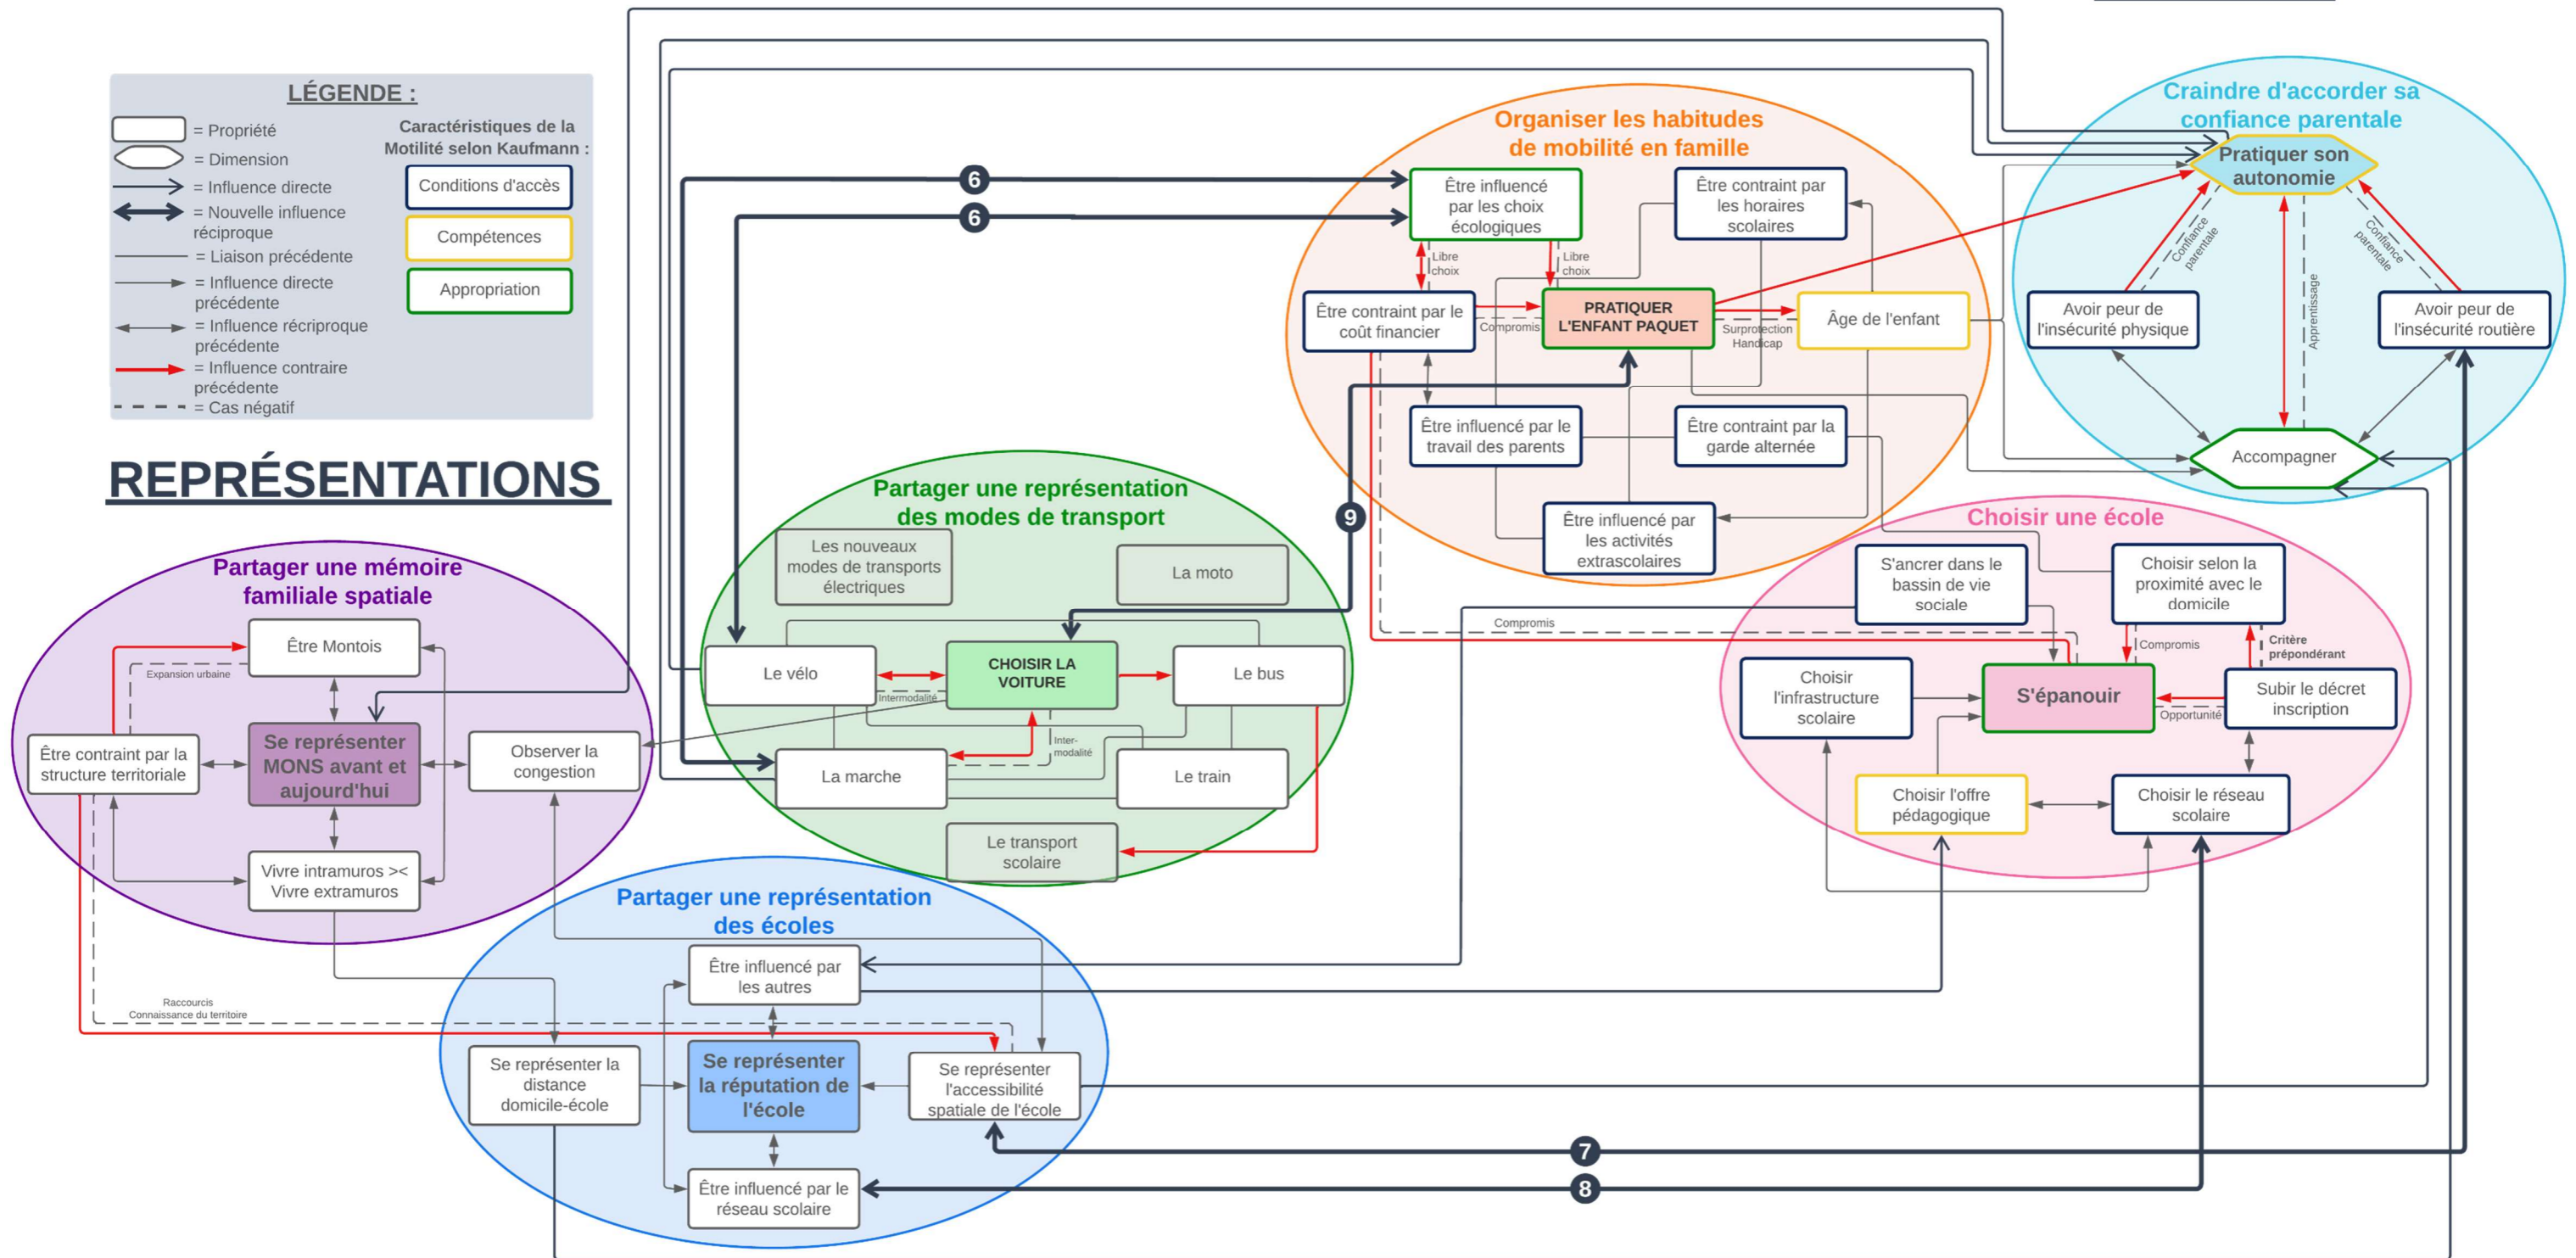 LÉGENDE :
= Propriété
= Dimension
= Influence directe
= Nouvelle influence
réciproque
= Liaison précédente
= Influence directe
précédente
= Influence récriproque
précédente
= Influence contraire
précédente
= Cas négatif
Caractéristiques de la
Motilité selon Kaufmann :
Conditions d'accès
Compétences
Appropriation
REPRÉSENTATIONS
Partager une mémoire
familiale spatiale
Être Montois
Expansion urbaine
Être contraint par la
structure territoriale
Se représenter
MONS avant et
aujourd'hui
Observer la
congestion
Vivre intramuros ><
Vivre extramuros
Raccourcis
Connaissance du territoire
Partager une représentation
des modes de transport
Les nouveaux
modes de transports
électriques
La moto
Le vélo
CHOISIR LA
VOITURE
Le bus
Intermodalité
Inter-
modalité
La marche
Le train
Le transport
scolaire
Partager une représentation
des écoles
Être influencé par
les autres
Se représenter la
distance
domicile-école
Se représenter
la réputation de
l'école
Se représenter
l'accessibilité
spatiale de l'école
Être influencé par le
réseau scolaire
6
6
9
7
8
Organiser les habitudes
de mobilité en famille
Être influencé
par les choix
écologiques
Être contraint par
les horaires
scolaires
Libre
choix
Libre
choix
Être contraint par le
coût financier
Compromis
PRATIQUER
L'ENFANT PAQUET
Surprotection
Handicap
Âge de l'enfant
Être influencé par le
travail des parents
Être contraint par la
garde alternée
Être influencé par
les activités
extrascolaires
Compromis
Craindre d'accorder sa
confiance parentale
Pratiquer son
autonomie
Confiance
parentale
Confiance
parentale
Apprentissage
Avoir peur de
l'insécurité physique
Avoir peur de
l'insécurité routière
Accompagner
Choisir une école
S'ancrer dans le
bassin de vie
sociale
Choisir selon la
proximité avec le
domicile
Compromis
Critère
prépondérant
Choisir
l'infrastructure
scolaire
S'épanouir
Opportunité
Subir le décret
inscription
Choisir l'offre
pédagogique
Choisir le réseau
scolaire